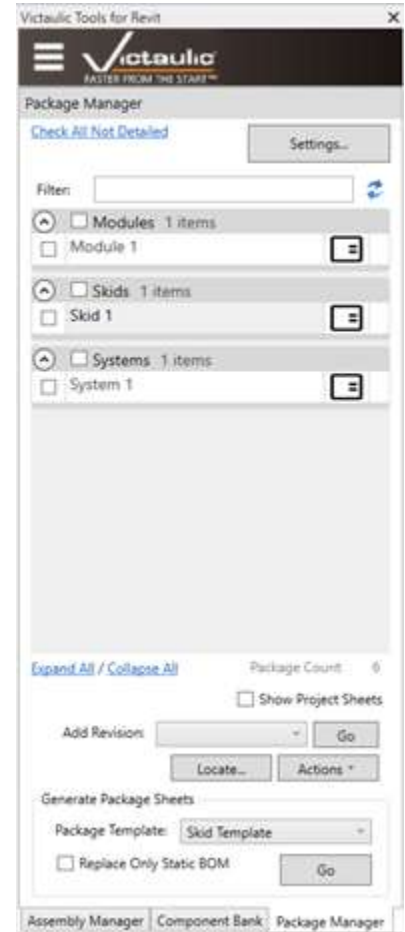 Victaulic Tools for Revit
Victaulic
FASTER FROM THE START™
Package Manager
Check All Not Detailed
Settings...
Filter:
Modules 1 items
Module 1
Skids 1 items
Skid 1
Systems 1 items
System 1
Expand All / Collapse All
Package Count
Show Project Sheets
Add Revision:
Go
Locate...
Actions
Generate Package Sheets
Package Template: Skid Template
Replace Only Static BOM
Go
Assembly Manager Component Bank Package Manager